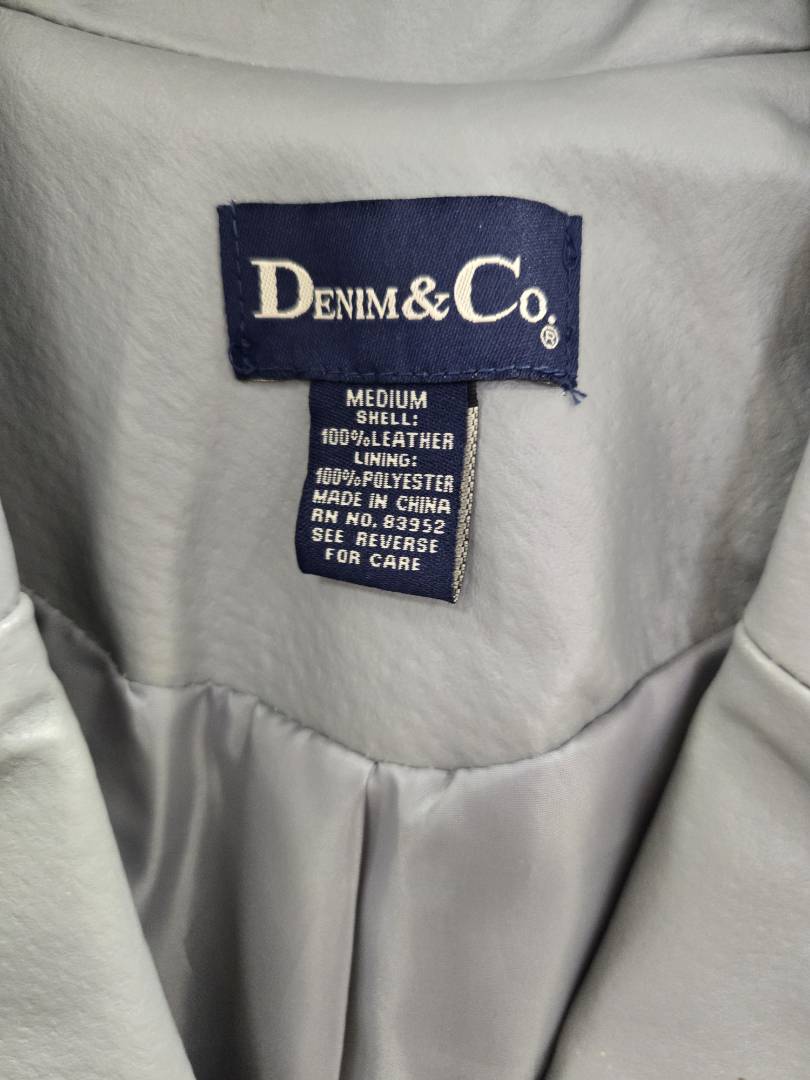 DENIM & CO.®
MEDIUM
SHELL:
100% LEATHER
LINING:
100% POLYESTER
MADE IN CHINA
RN NO. 83952
SEE REVERSE
FOR CARE